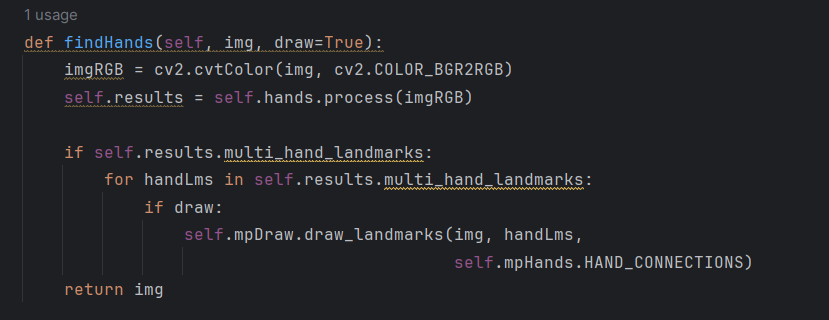 1 usage
def findHands(self, img, draw=True):
    imgRGB = cv2.cvtColor(img, cv2.COLOR_BGR2RGB)
    self.results = self.hands.process(imgRGB)

    if self.results.multi_hand_landmarks:
        for handLms in self.results.multi_hand_landmarks:
            if draw:
                self.mpDraw.draw_landmarks(img, handLms,
                                           self.mpHands.HAND_CONNECTIONS)
    return img